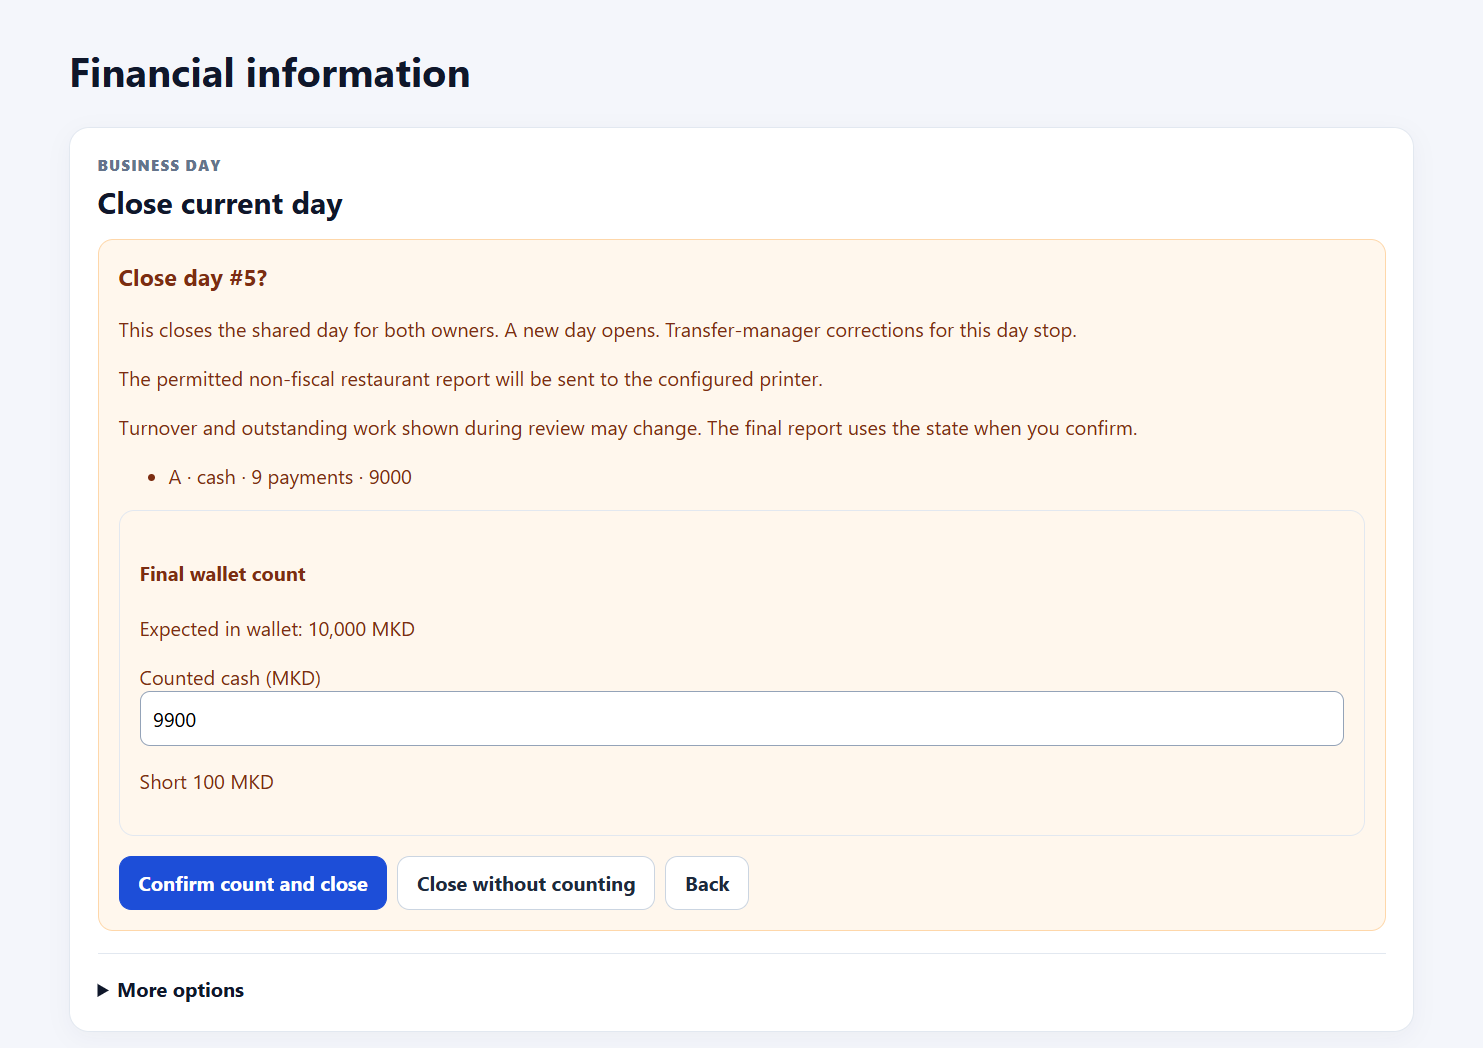 Financial information
BUSINESS DAY
Close current day
Close day #5?
This closes the shared day for both owners. A new day opens. Transfer-manager corrections for this day stop.
The permitted non-fiscal restaurant report will be sent to the configured printer.
Turnover and outstanding work shown during review may change. The final report uses the state when you confirm.
• A · cash · 9 payments · 9000
Final wallet count
Expected in wallet: 10,000 MKD
Counted cash (MKD)
9900
Short 100 MKD
Confirm count and close Close without counting Back
More options